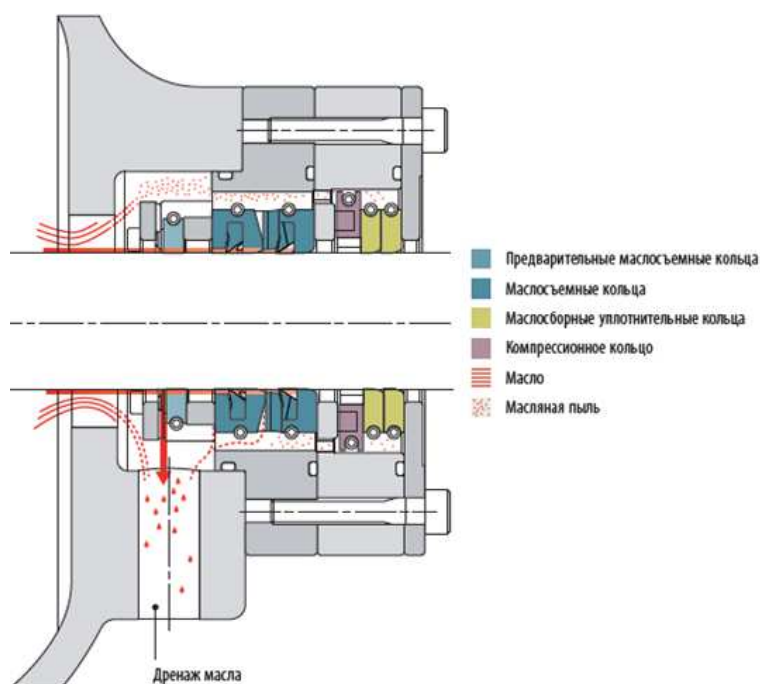 Предварительные маслосъемные кольца
Маслосъемные кольца
Маслосборные уплотнительные кольца
Компрессионное кольцо
Масло
Масляная пыль
Дренаж масла